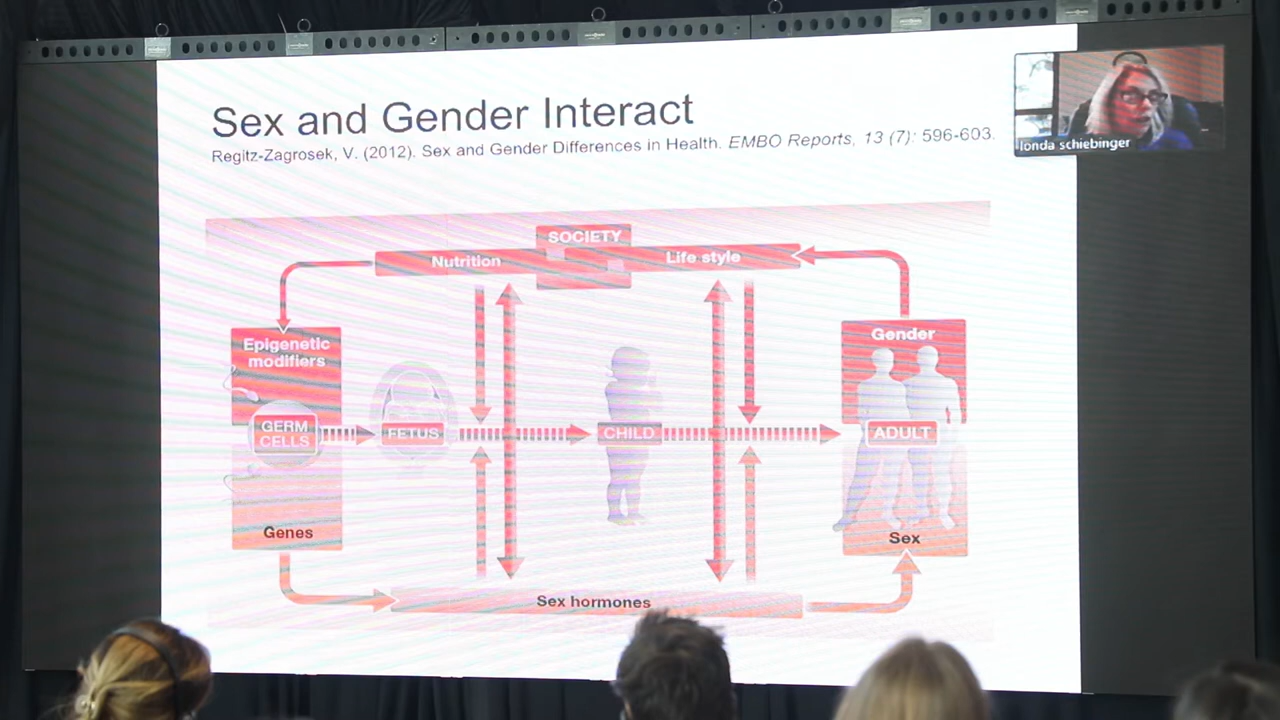 Sex and Gender Interact
Regitz-Zagrosek, V. (2012). Sex and Gender Differences in Health. EMBO Reports, 13 (7): 596-603.
londa schiebinger
SOCIETY
Nutrition
Life style
Epigenetic
modifiers
Gender
GERM
CELLS
FETUS
CHILD
ADULT
Genes
Sex
Sex hormones